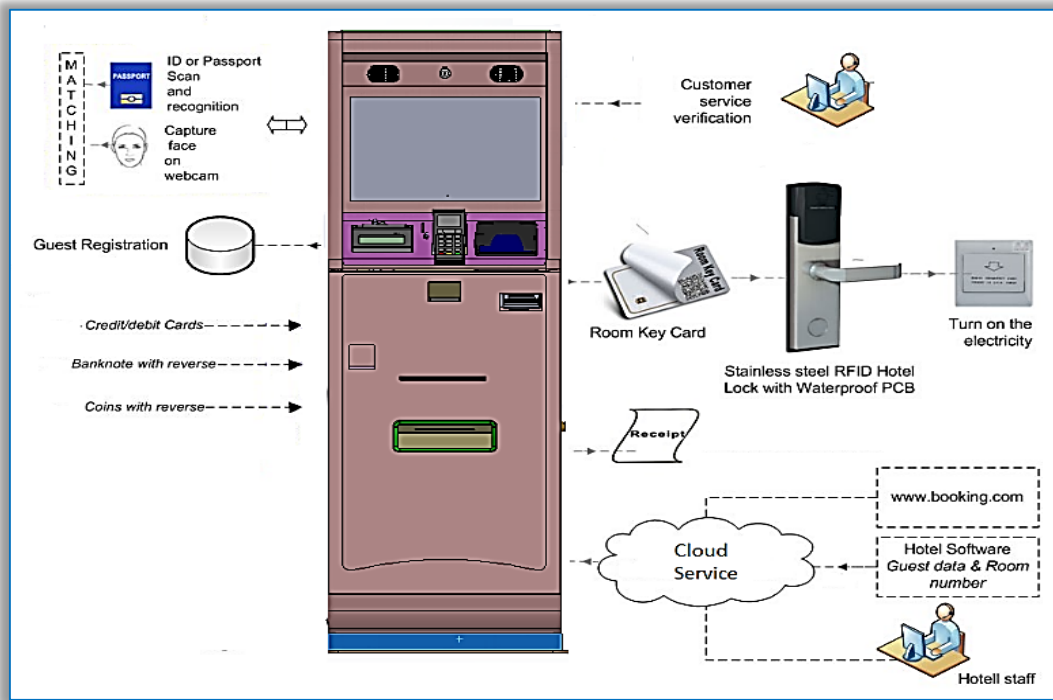 MATCHING
PASSPORT
ID or Passport
Scan
and
recognition
Capture
face
on
webcam
Guest Registration
Credit/debit Cards
Banknote with reverse
Coins with reverse
Customer
service
verification
Room Key Card
Room Key Card
Stainless steel RFID Hotel
Lock with Waterproof PCB
Turn on the
electricity
Receipt
www.booking.com
Cloud
Service
Hotel Software
Guest data & Room
number
Hotell staff